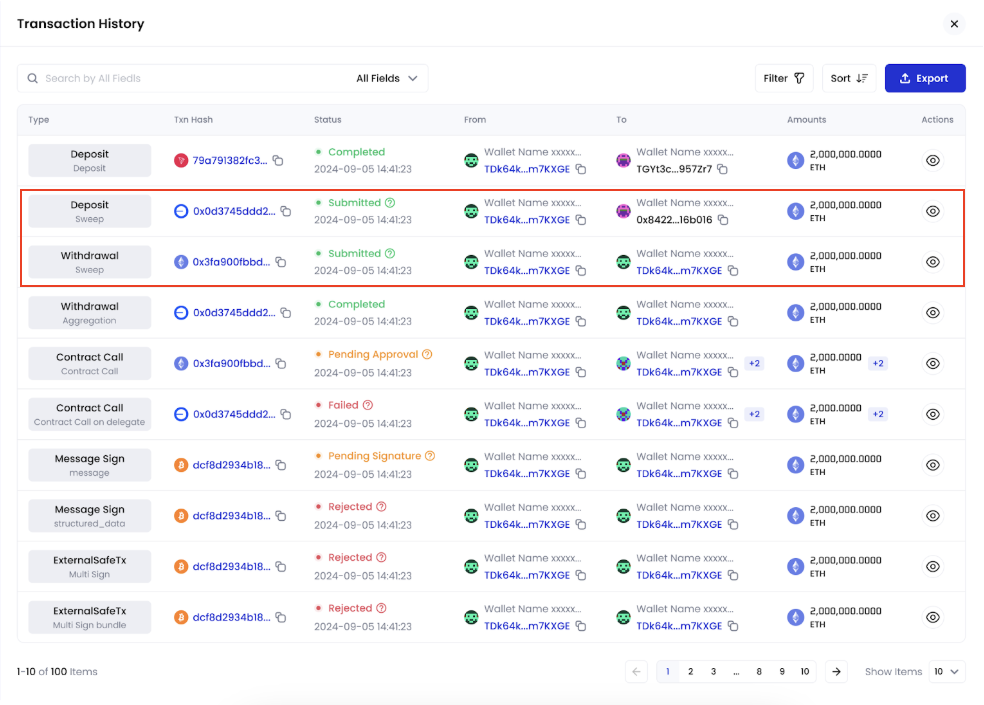 Transaction History
Search by All Fiedls
All Fields
Filter
Sort
Export
Type Txn Hash Status From To Amounts Actions
Deposit
Deposit
79a791382fc3...
Completed
2024-09-05 14:41:23
Wallet Name xxxxx...
TDk64k...m7KXGE
Wallet Name xxxxx...
TGYt3c...957Zr7
2,000,000.0000
ETH
Deposit
Sweep
0x0d3745ddd2...
Submitted
2024-09-05 14:41:23
Wallet Name xxxxx...
TDk64k...m7KXGE
Wallet Name xxxxx...
0x8422...16b016
2,000,000.0000
ETH
Withdrawal
Sweep
0x3fa900fbbd...
Submitted
2024-09-05 14:41:23
Wallet Name xxxxx...
TDk64k...m7KXGE
Wallet Name xxxxx...
TDk64k...m7KXGE
2,000,000.0000
ETH
Withdrawal
Aggregation
0x0d3745ddd2...
Completed
2024-09-05 14:41:23
Wallet Name xxxxx...
TDk64k...m7KXGE
Wallet Name xxxxx...
TDk64k...m7KXGE
2,000,000.0000
ETH
Contract Call
Contract Call
0x3fa900fbbd...
Pending Approval
2024-09-05 14:41:23
Wallet Name xxxxx...
TDk64k...m7KXGE
Wallet Name xxxxx...
TDk64k...m7KXGE
+2
2,000.0000
ETH
+2
Contract Call
Contract Call on delegate
0x0d3745ddd2...
Failed
2024-09-05 14:41:23
Wallet Name xxxxx...
TDk64k...m7KXGE
Wallet Name xxxxx...
TDk64k...m7KXGE
+2
2,000.0000
ETH
+2
Message Sign
message
dcf8d2934b18...
Pending Signature
2024-09-05 14:41:23
Wallet Name xxxxx...
TDk64k...m7KXGE
Wallet Name xxxxx...
TDk64k...m7KXGE
2,000,000.0000
ETH
Message Sign
structured_data
dcf8d2934b18...
Rejected
2024-09-05 14:41:23
Wallet Name xxxxx...
TDk64k...m7KXGE
Wallet Name xxxxx...
TDk64k...m7KXGE
2,000,000.0000
ETH
ExternalSafeTx
Multi Sign
dcf8d2934b18...
Rejected
2024-09-05 14:41:23
Wallet Name xxxxx...
TDk64k...m7KXGE
Wallet Name xxxxx...
TDk64k...m7KXGE
2,000,000.0000
ETH
ExternalSafeTx
Multi Sign bundle
dcf8d2934b18...
Rejected
2024-09-05 14:41:23
Wallet Name xxxxx...
TDk64k...m7KXGE
Wallet Name xxxxx...
TDk64k...m7KXGE
2,000,000.0000
ETH
1-10 of 100 Items
1 2 3 ... 8 9 10
Show Items 10